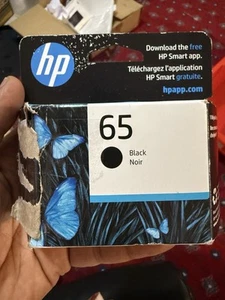 hp
Download the free
HP Smart app.
Téléchargez l'application
HP Smart gratuite.
hpapp.com
65
Black
Noir